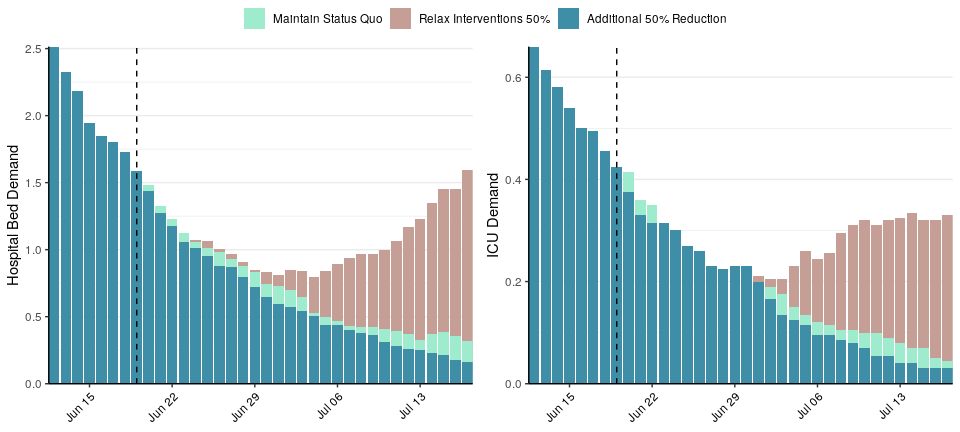 Maintain Status Quo Relax Interventions 50% Additional 50% Reduction
Hospital Bed Demand
2.5
2.0
1.5
1.0
0.5
0.0
Jun 15 Jun 22 Jun 29 Jul 06 Jul 13
ICU Demand
0.6
0.4
0.2
0.0
Jun 15 Jun 22 Jun 29 Jul 06 Jul 13